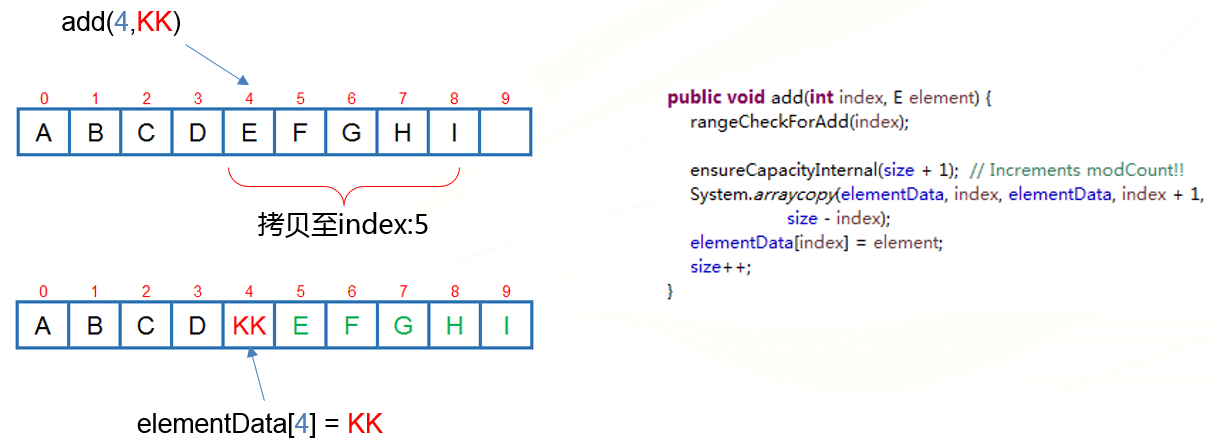 add(4,KK)
0 1 2 3 4 5 6 7 8 9
A B C D E F G H I
拷贝至index:5
0 1 2 3 4 5 6 7 8 9
A B C D KK E F G H I
elementData[4] = KK
public void add(int index, E element) {
rangeCheckForAdd(index);
ensureCapacityInternal(size + 1); // Increments modCount!!
System.arraycopy(elementData, index, elementData, index + 1,
size - index);
elementData[index] = element;
size++;
}